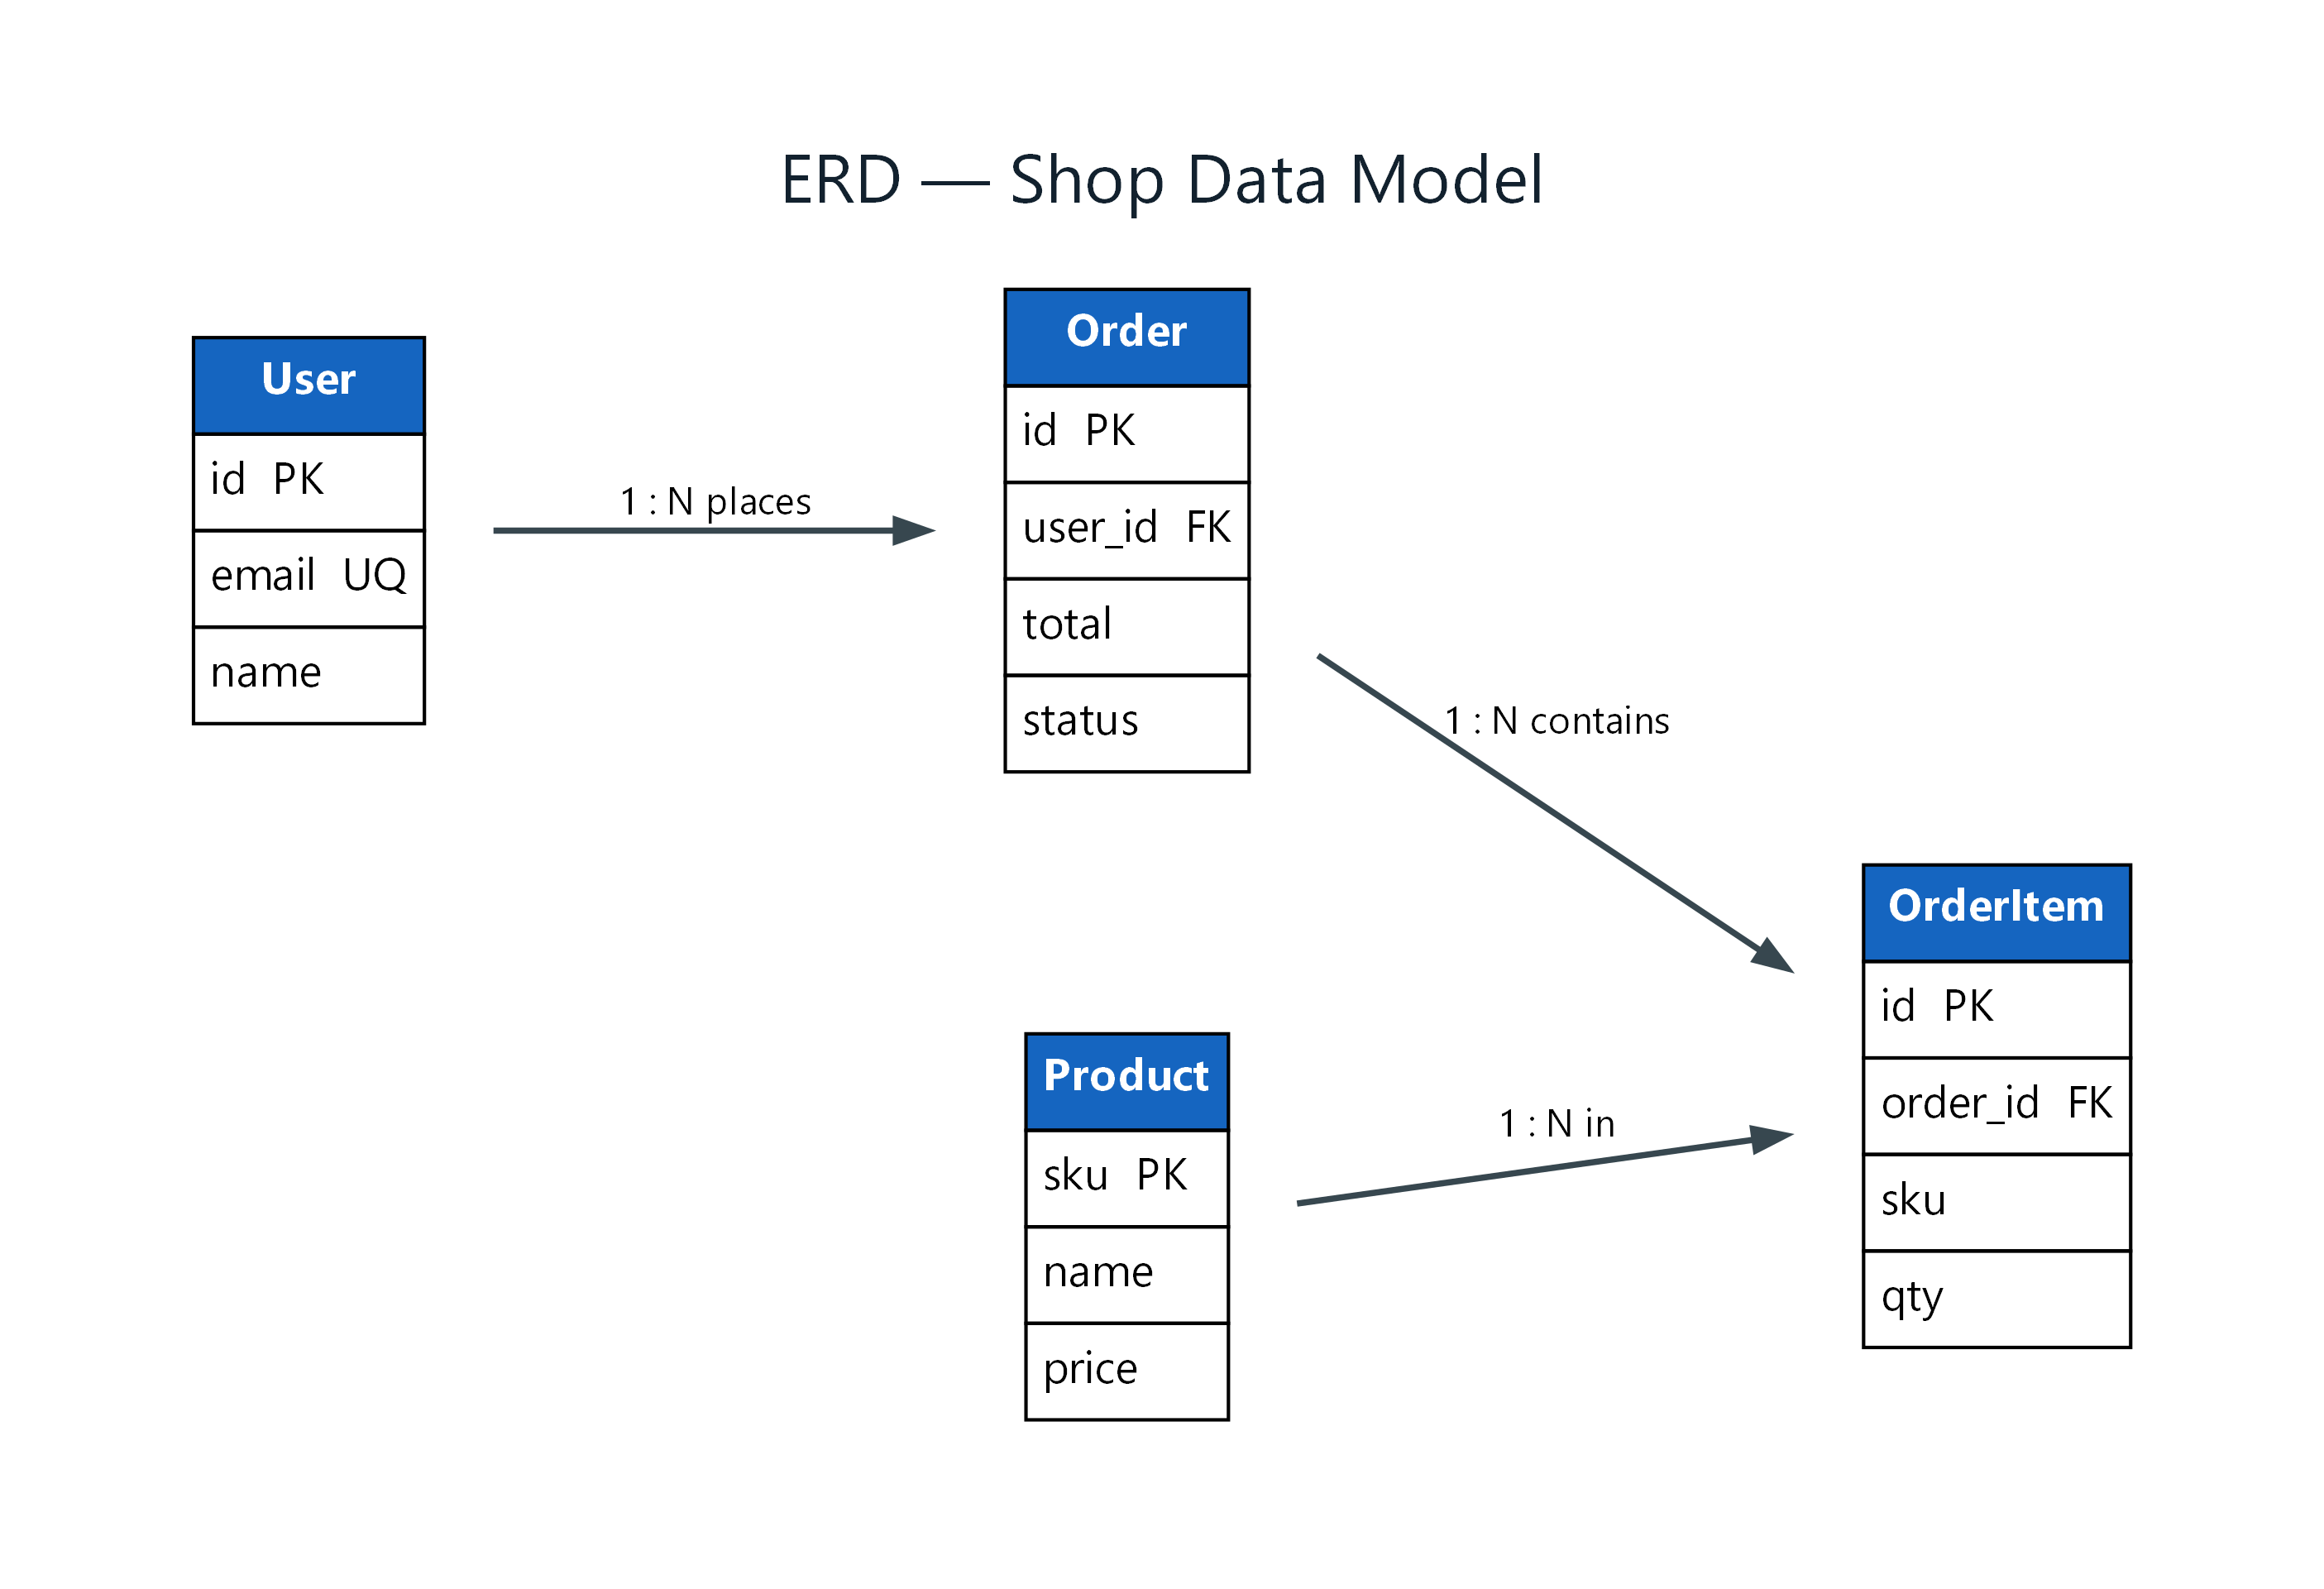 ERD — Shop Data Model
User
id PK
email UQ
name
1 : N places
Order
id PK
user_id FK
total
status
1 : N contains
Product
sku PK
name
price
1 : N in
OrderItem
id PK
order_id FK
sku
qty